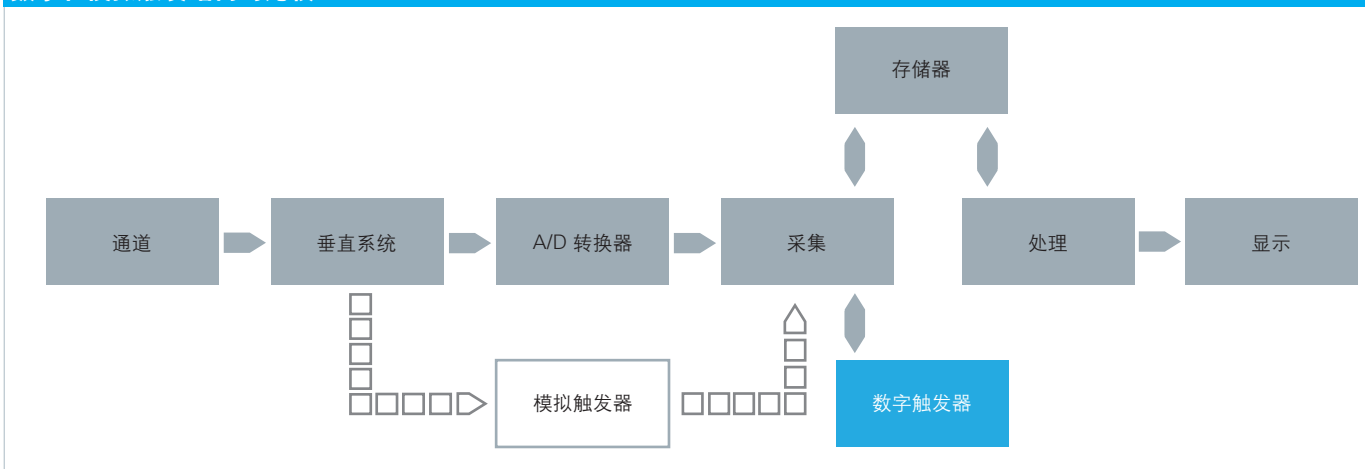 存储器
通道
垂直系统
A/D 转换器
采集
处理
显示
模拟触发器
数字触发器